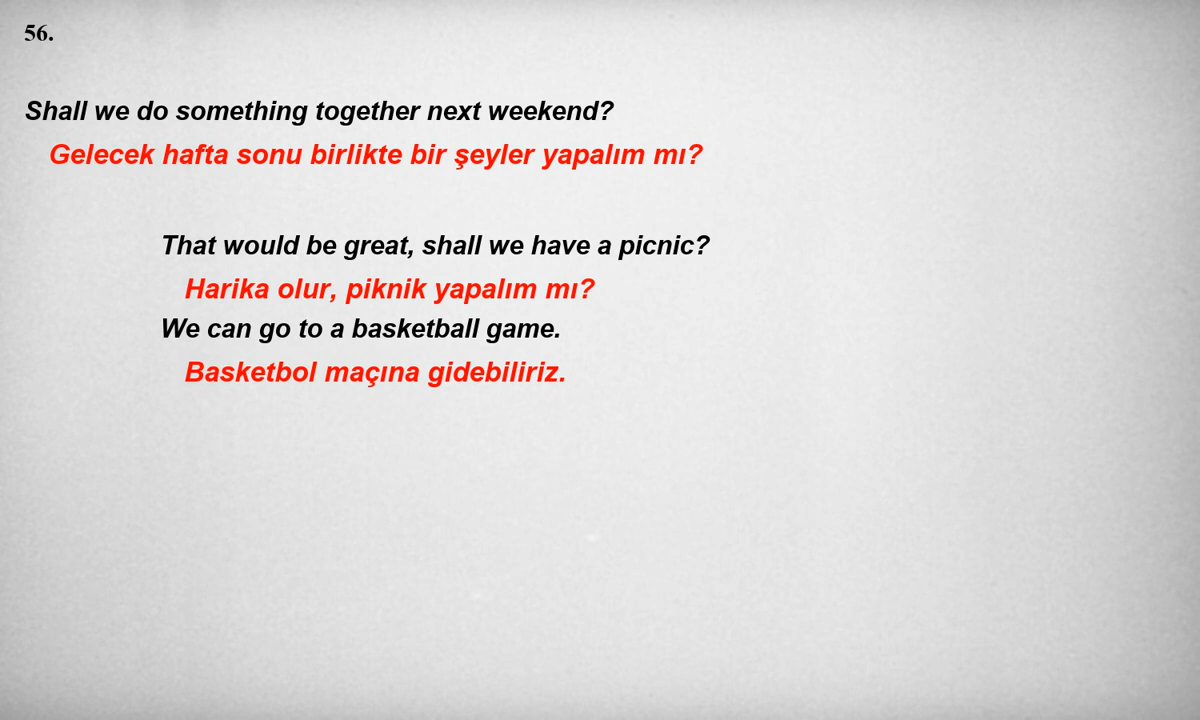 56.
Shall we do something together next weekend?
Gelecek hafta sonu birlikte bir şeyler yapalım mı?
That would be great, shall we have a picnic?
Harika olur, piknik yapalım mı?
We can go to a basketball game.
Basketbol maçına gidebiliriz.